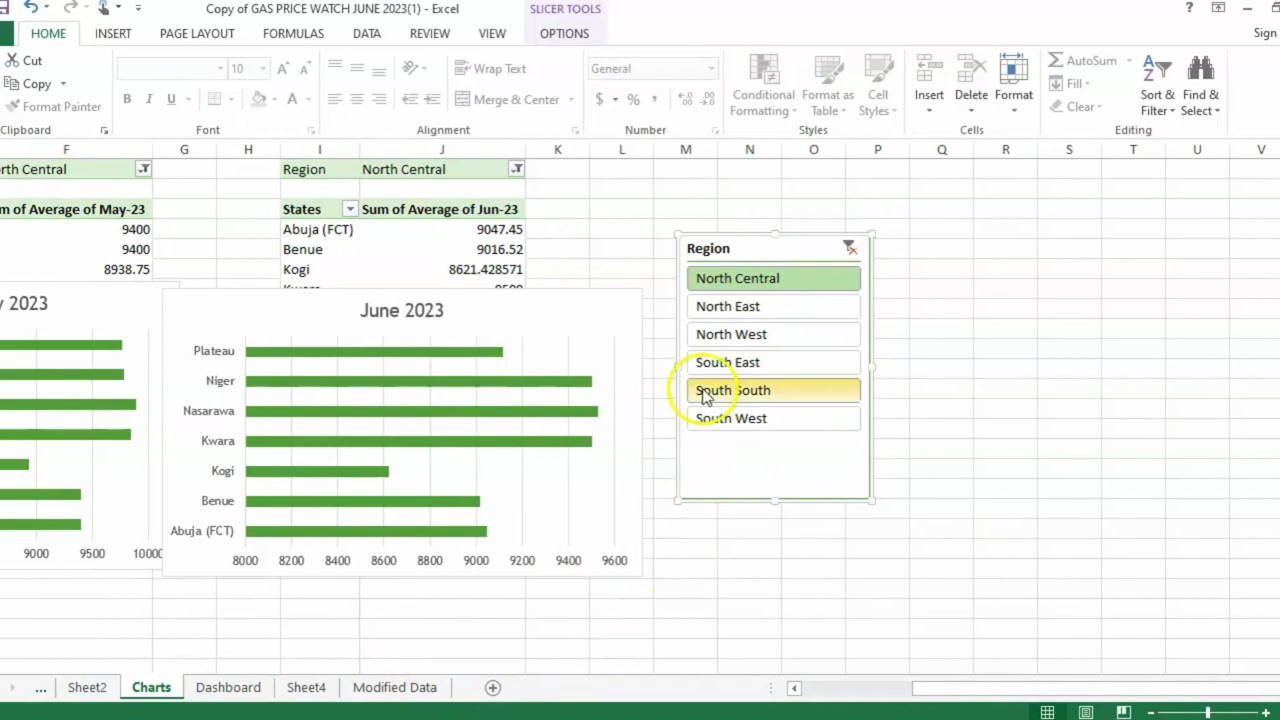 Copy of GAS PRICE WATCH JUNE 2023(1) - Excel
SLICER TOOLS
?
HOME INSERT PAGE LAYOUT FORMULAS DATA REVIEW VIEW OPTIONS Sign
Cut
Copy
Format Painter
Clipboard
10 A A
B I U A
Font
Wrap Text
Merge & Center
Alignment
General
$ % ,
Number
Conditional Formatting
Format as Table
Cell Styles
Styles
Insert Delete Format
Cells
AutoSum
Fill
Clear
Sort & Filter
Find & Select
Editing
F G H I J K L M N O P Q R S T U V
rth Central Region North Central
m of Average of May-23 States Sum of Average of Jun-23
9400 Abuja (FCT) 9047.45
9400 Benue 9016.52
8938.75 Kogi 8621.428571
Kwara 9500
y 2023
9000 9500 10000
June 2023
Plateau
Niger
Nasarawa
Kwara
Kogi
Benue
Abuja (FCT)
8000 8200 8400 8600 8800 9000 9200 9400 9600
Region
North Central
North East
North West
South East
South South
South West
... Sheet2 Charts Dashboard Sheet4 Modified Data